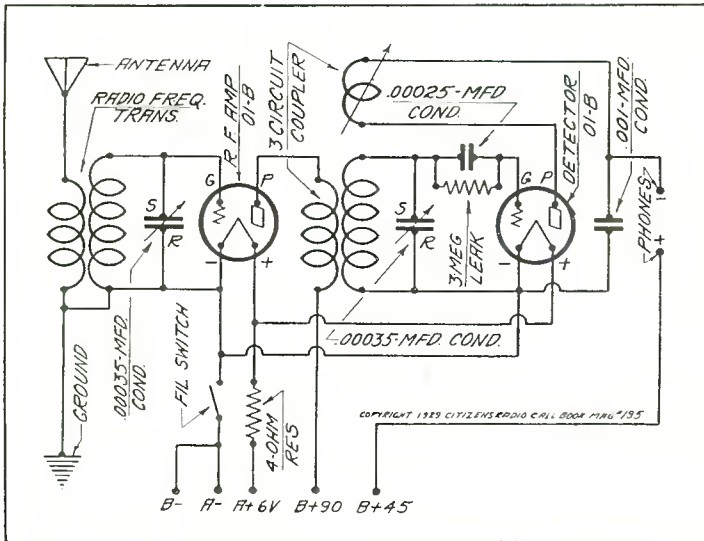 ANTENNA
RADIO FREQ.
TRANS.
R.F. AMP
01-B
3 CIRCUIT
COUPLER
.00025-MFD
COND.
DETECTOR
01-B
.001-MFD.
COND.
G
P
S
R
-
+
S
R
3-MEG
LEAK
G
P
-
+
PHONES
-
+
.00035-MFD.
COND.
FIL SWITCH
GROUND
4-OHM
RES
.00035-MFD. COND.
COPYRIGHT 1929 CITIZENS RADIO CALL BOOK MAG #195
B-
A-
A+6V
B+90
B+45